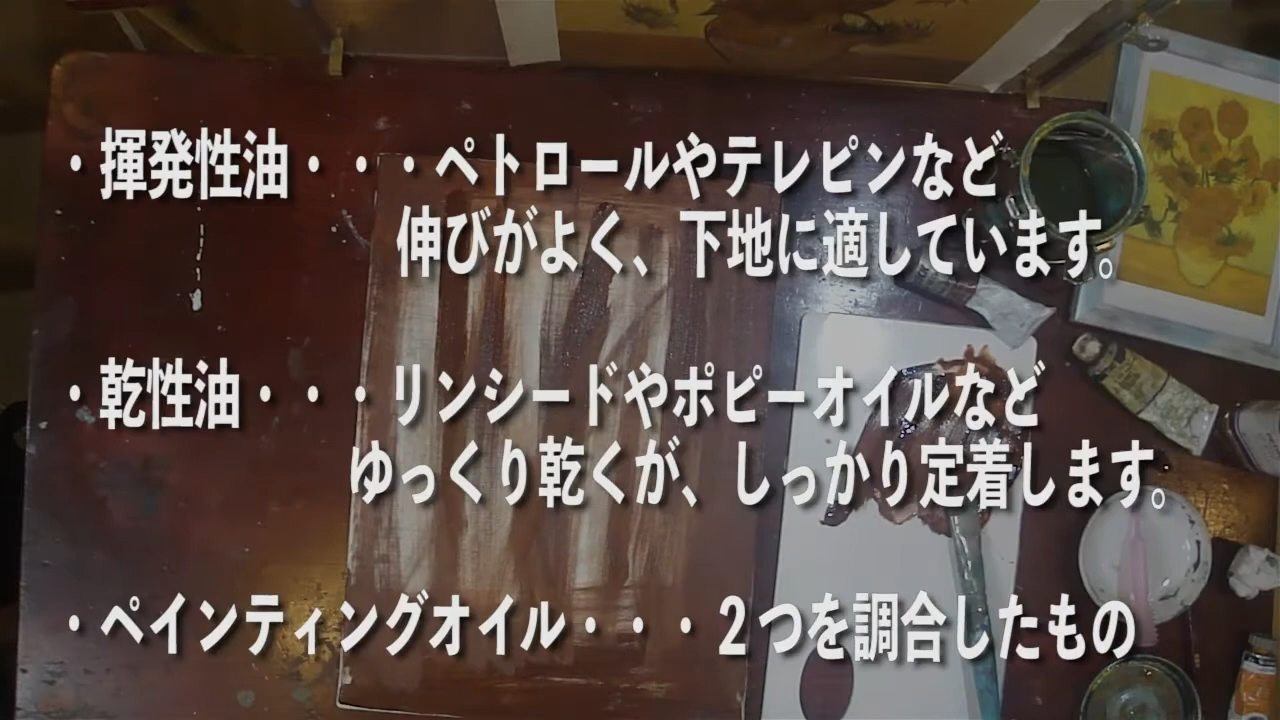 ・揮発性油・・・ペトロールやテレピンなど
伸びがよく、下地に適しています。
・乾性油・・・リンシードやポピーオイルなど
ゆっくり乾くが、しっかり定着します。
・ペインティングオイル・・・２つを調合したもの